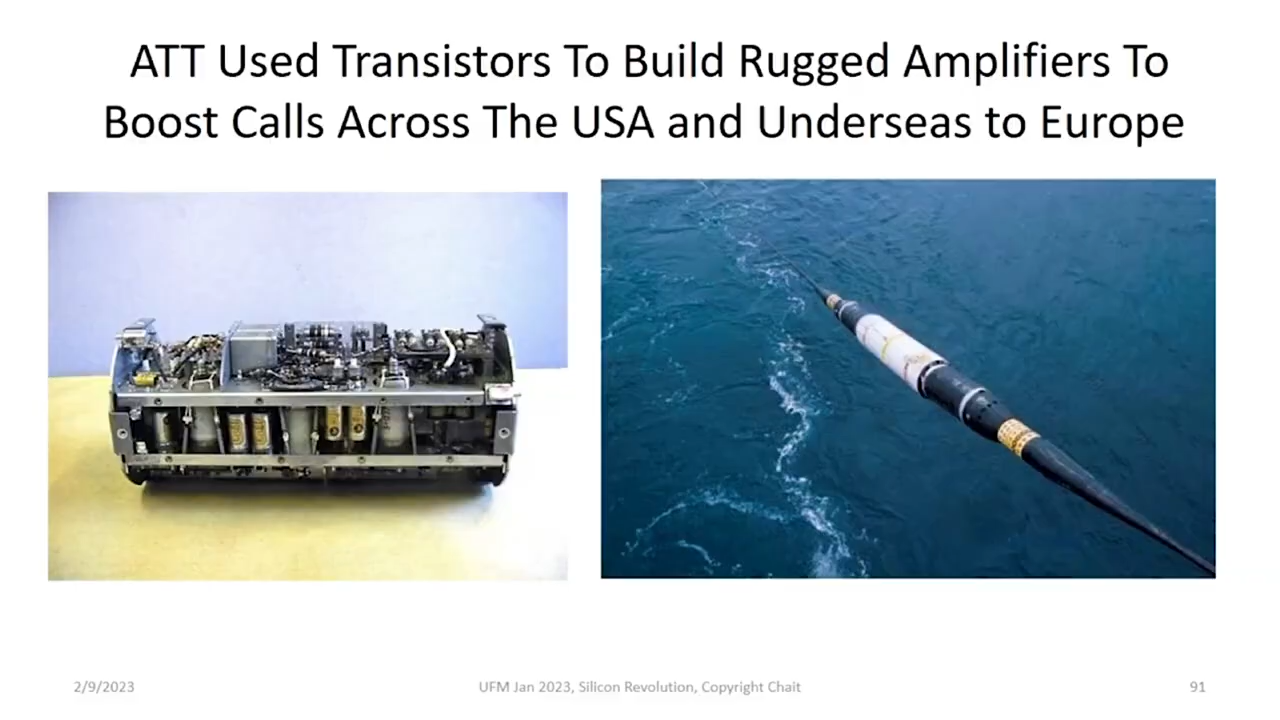 ATT Used Transistors To Build Rugged Amplifiers To
Boost Calls Across The USA and Underseas to Europe
2/9/2023
UFM Jan 2023, Silicon Revolution, Copyright Chait
91